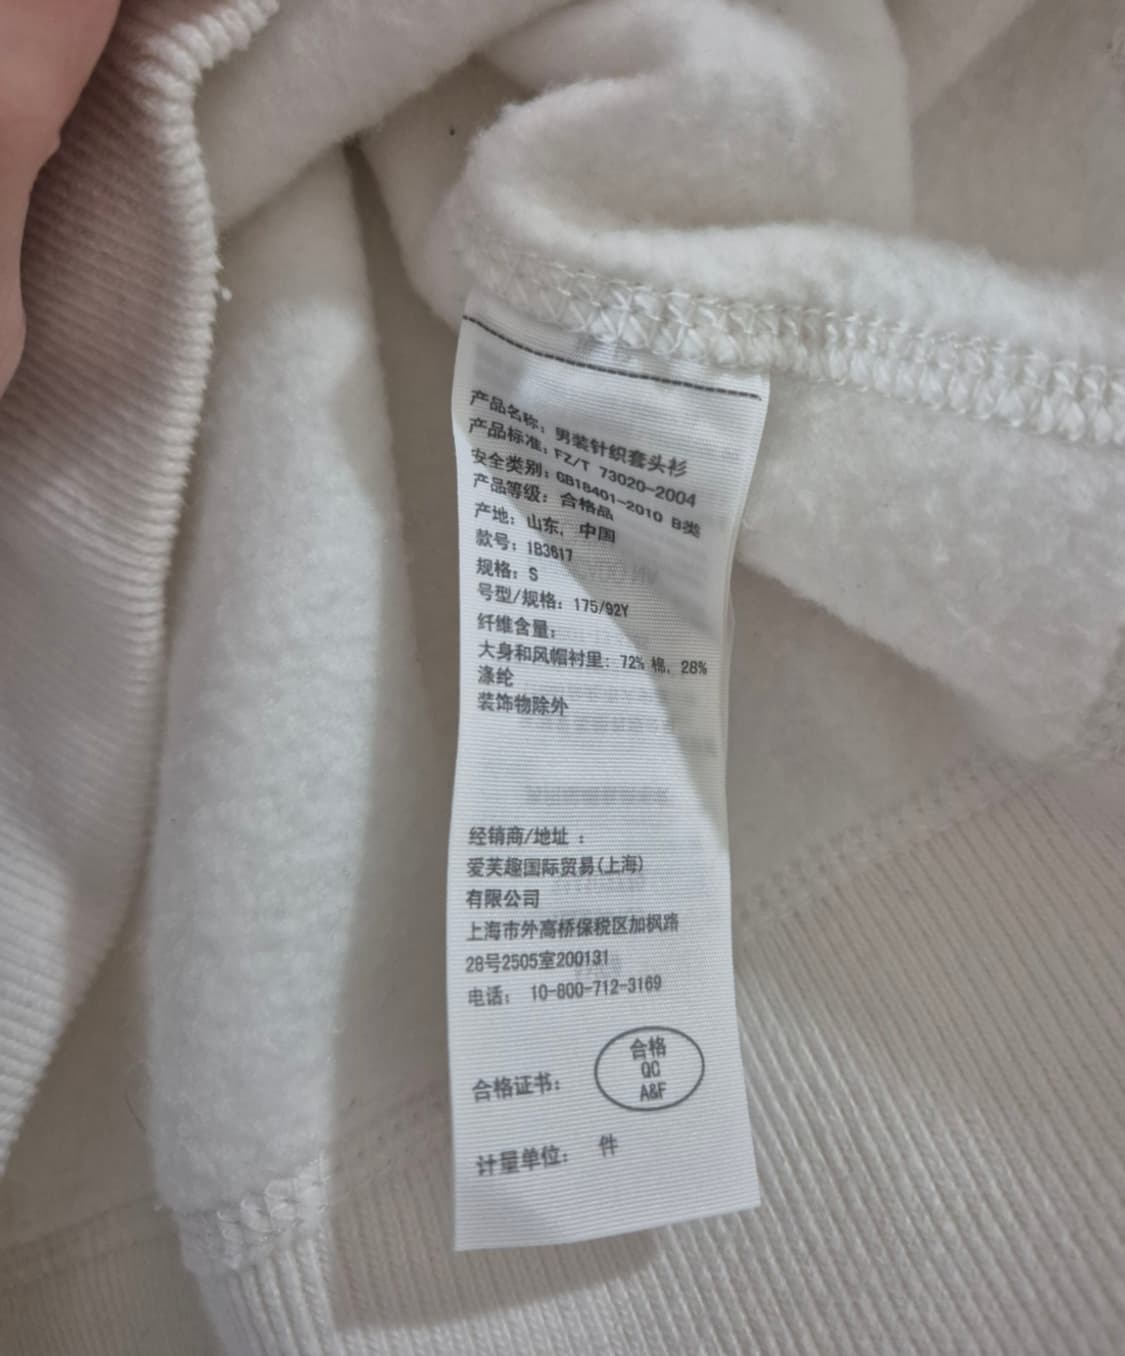 产品名称: 男装针织套头衫
产品标准: FZ/T 73020-2004
安全类别: GB18401-2010 B类
产品等级: 合格品
产地: 山东, 中国
款号: 1B3617
规格: S
号型/规格: 175/92Y
纤维含量:
大身和风帽衬里: 72% 棉, 28%
涤纶
装饰物除外
经销商/地址 :
爱芙趣国际贸易(上海)
有限公司
上海市外高桥保税区加枫路
28号2505室200131
电话: 10-800-712-3169
合格
QC
A&F
合格证书:
计量单位: 件